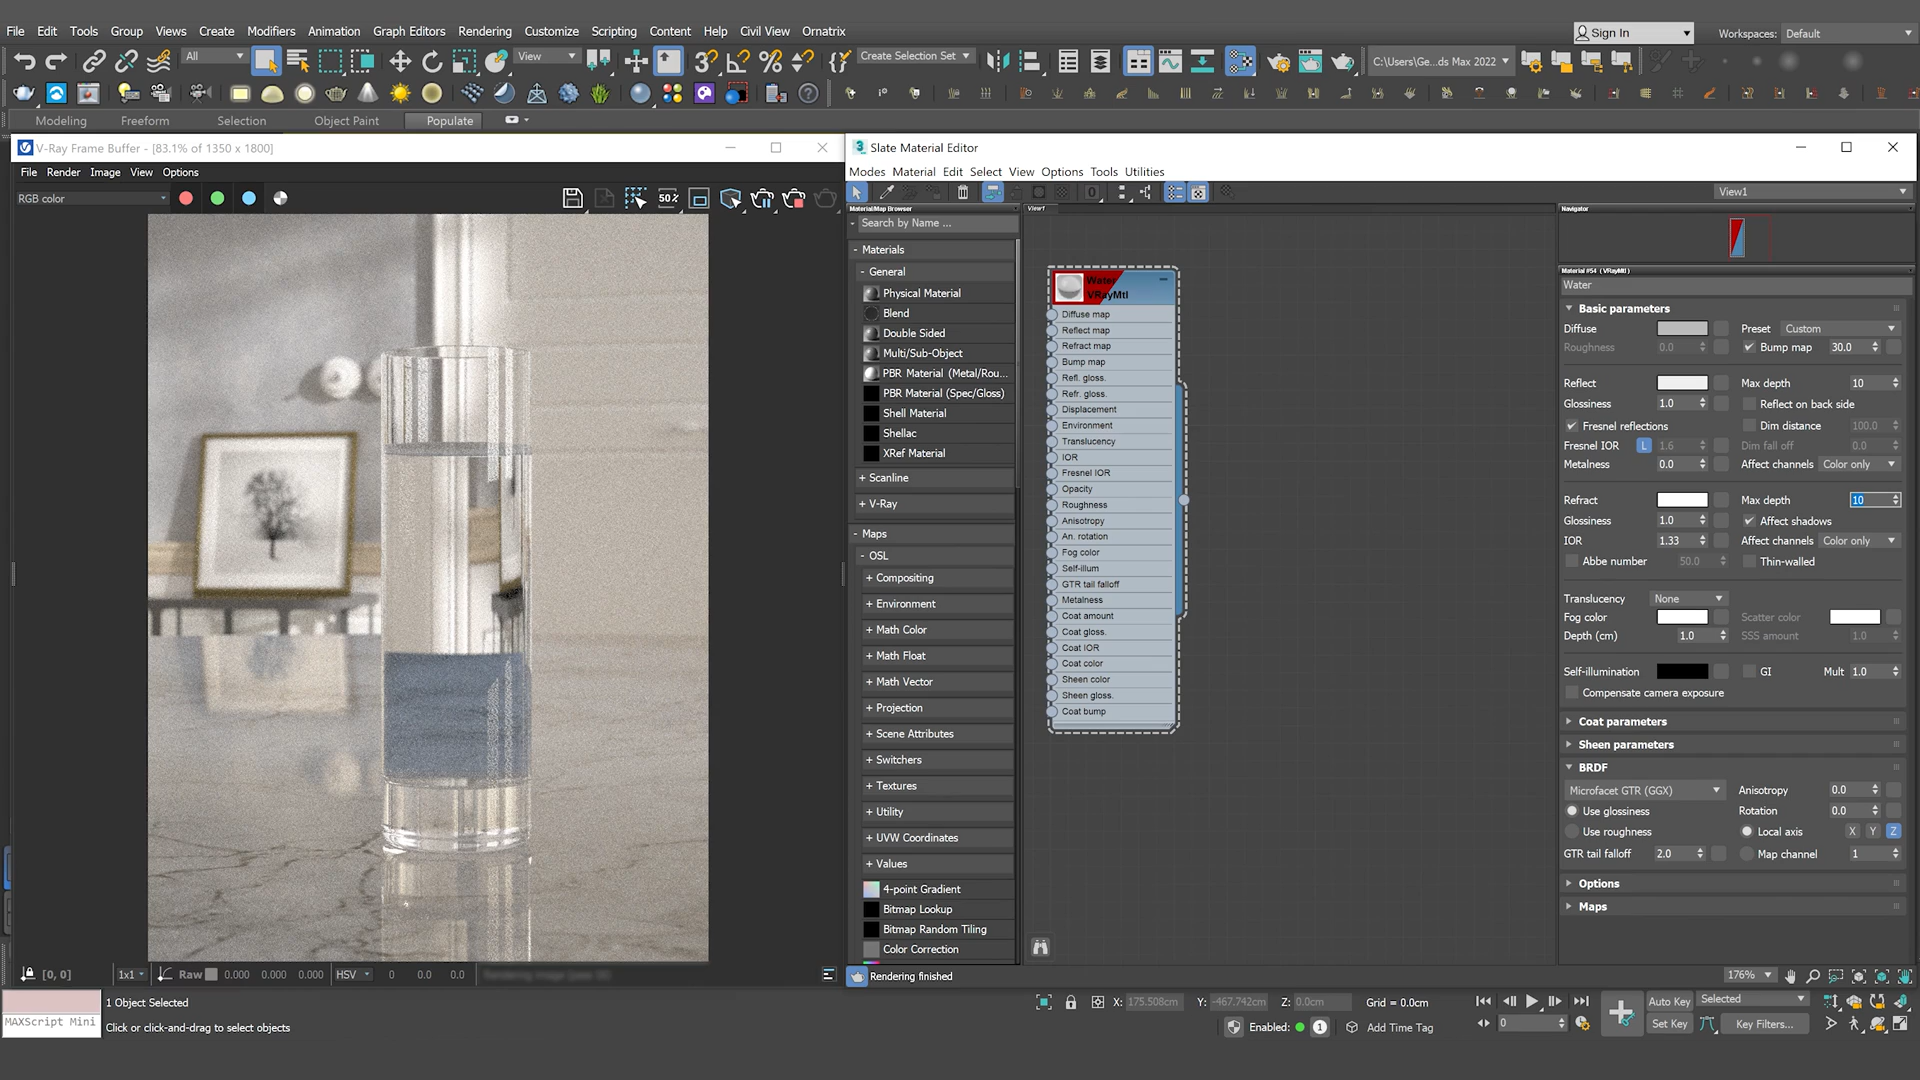 File Edit Tools Group Views Create Modifiers Animation Graph Editors Rendering Customize Scripting Content Help Civil View Ornatrix
Sign In
Workspaces: Default
All
View
Create Selection Set
C:\Users\Ge...ds Max 2022
Modeling Freeform Selection Object Paint Populate
V-Ray Frame Buffer - [83.1% of 1350 x 1800]
File Render Image View Options
RGB color
50%
[0, 0]
1x1
Raw 0.000 0.000 0.000
HSV 0 0.0 0.0
Slate Material Editor
Modes Material Edit Select View Options Tools Utilities
View1
Material/Map Browser
Search by Name ...
- Materials
- General
Physical Material
Blend
Double Sided
Multi/Sub-Object
PBR Material (Metal/Rou...
PBR Material (Spec/Gloss)
Shell Material
Shellac
XRef Material
+ Scanline
+ V-Ray
- Maps
- OSL
+ Compositing
+ Environment
+ Math Color
+ Math Float
+ Math Vector
+ Projection
+ Scene Attributes
+ Switchers
+ Textures
+ Utility
+ UVW Coordinates
+ Values
4-point Gradient
Bitmap Lookup
Bitmap Random Tiling
Color Correction
Rendering finished
View1
Water
VRayMtl
Diffuse map
Reflect map
Refract map
Bump map
Refl. gloss.
Refr. gloss.
Displacement
Environment
Translucency
IOR
Fresnel IOR
Opacity
Roughness
Anisotropy
An. rotation
Fog color
Self-illum
GTR tail falloff
Metalness
Coat amount
Coat gloss.
Coat IOR
Coat color
Sheen color
Sheen gloss.
Coat bump
Navigator
Material #54 ( VRayMtl )
Water
Basic parameters
Diffuse Preset Custom
Roughness 0.0 Bump map 30.0
Reflect Max depth 10
Glossiness 1.0 Reflect on back side
Fresnel reflections Dim distance 100.0
Fresnel IOR L 1.6 Dim fall off 0.0
Metalness 0.0 Affect channels Color only
Refract Max depth 10
Glossiness 1.0 Affect shadows
IOR 1.33 Affect channels Color only
Abbe number 50.0 Thin-walled
Translucency None
Fog color Scatter color
Depth (cm) 1.0 SSS amount 1.0
Self-illumination GI Mult 1.0
Compensate camera exposure
Coat parameters
Sheen parameters
BRDF
Microfacet GTR (GGX) Anisotropy 0.0
Use glossiness Rotation 0.0
Use roughness Local axis X Y Z
GTR tail falloff 2.0 Map channel 1
Options
Maps
176%
MAXScript Mini
1 Object Selected
Click or click-and-drag to select objects
X: 175.508cm Y: -467.742cm Z: 0.0cm Grid = 0.0cm
Enabled: 1 Add Time Tag
0
Auto Key Selected
Set Key Key Filters...